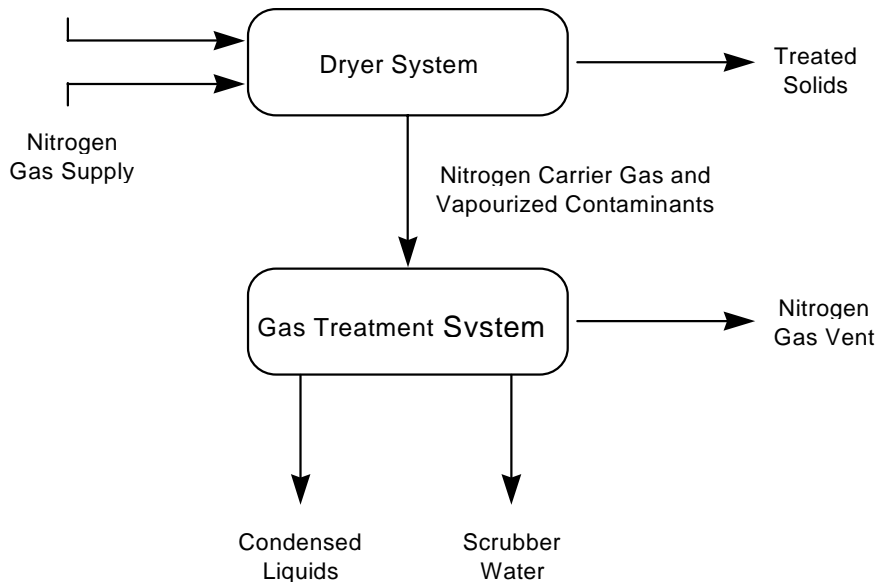 Dryer System
Treated
Solids
Nitrogen
Gas Supply
Nitrogen Carrier Gas and
Vapourized Contaminants
Gas Treatment System
Nitrogen
Gas Vent
Condensed
Liquids
Scrubber
Water